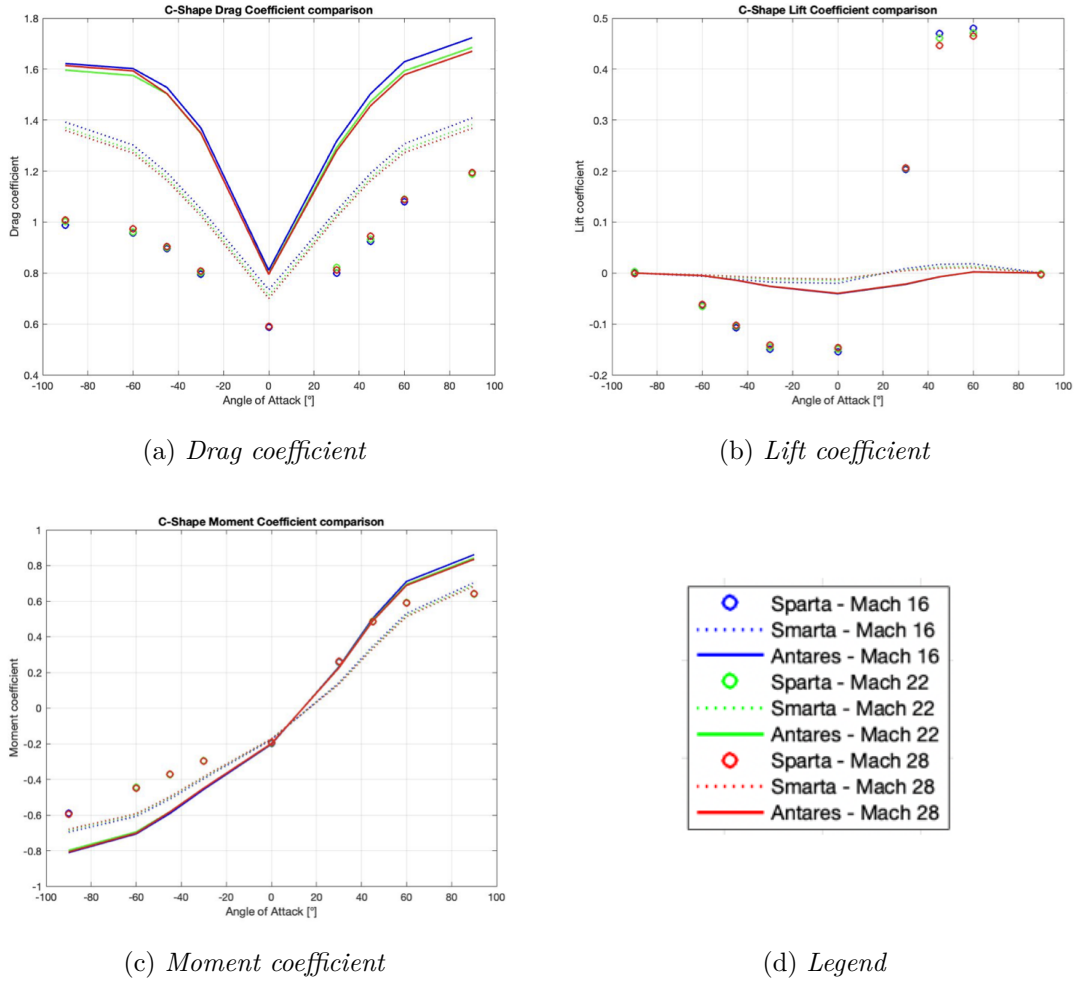 C-Shape Drag Coefficient comparison
1.8
1.6
1.4
1.2
1
0.8
0.6
0.4
Drag coefficient
-100 -80 -60 -40 -20 0 20 40 60 80 100
Angle of Attack [°]
(a) Drag coefficient
C-Shape Lift Coefficient comparison
0.5
0.4
0.3
0.2
0.1
0
-0.1
-0.2
Lift coefficient
-100 -80 -60 -40 -20 0 20 40 60 80 100
Angle of Attack [°]
(b) Lift coefficient
C-Shape Moment Coefficient comparison
1
0.8
0.6
0.4
0.2
0
-0.2
-0.4
-0.6
-0.8
-1
Moment coefficient
-100 -80 -60 -40 -20 0 20 40 60 80 100
Angle of Attack [°]
(c) Moment coefficient
Sparta - Mach 16
Smarta - Mach 16
Antares - Mach 16
Sparta - Mach 22
Smarta - Mach 22
Antares - Mach 22
Sparta - Mach 28
Smarta - Mach 28
Antares - Mach 28
(d) Legend